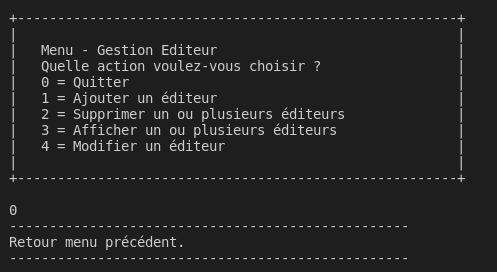 +-------------------------------------------------------+
|                                                       |
|   Menu - Gestion Editeur                              |
|   Quelle action voulez-vous choisir ?                 |
|   0 = Quitter                                         |
|   1 = Ajouter un éditeur                              |
|   2 = Supprimer un ou plusieurs éditeurs              |
|   3 = Afficher un ou plusieurs éditeurs               |
|   4 = Modifier un éditeur                             |
|                                                       |
+-------------------------------------------------------+
0
--------------------------------------------------
Retour menu précédent.
--------------------------------------------------